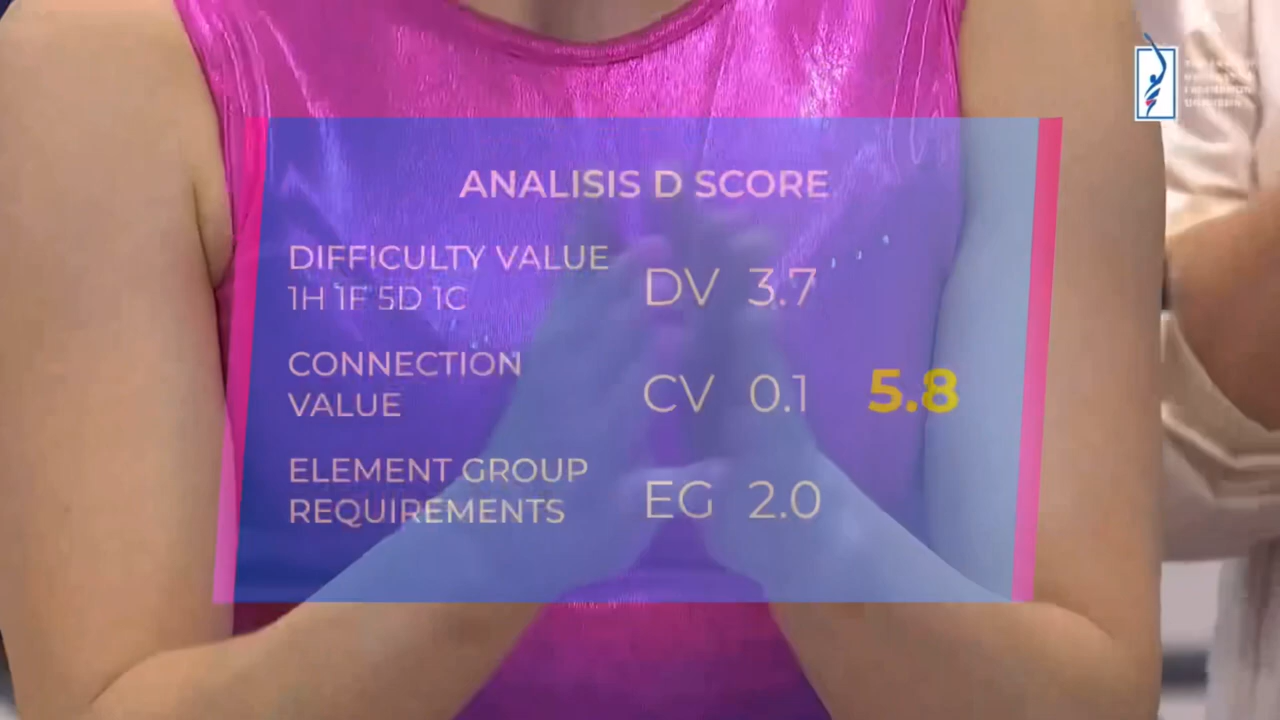 ANALISIS D SCORE
DIFFICULTY VALUE
1H 1F 5D 1C
DV 3.7
CONNECTION
VALUE
CV 0.1
5.8
ELEMENT GROUP
REQUIREMENTS
EG 2.0